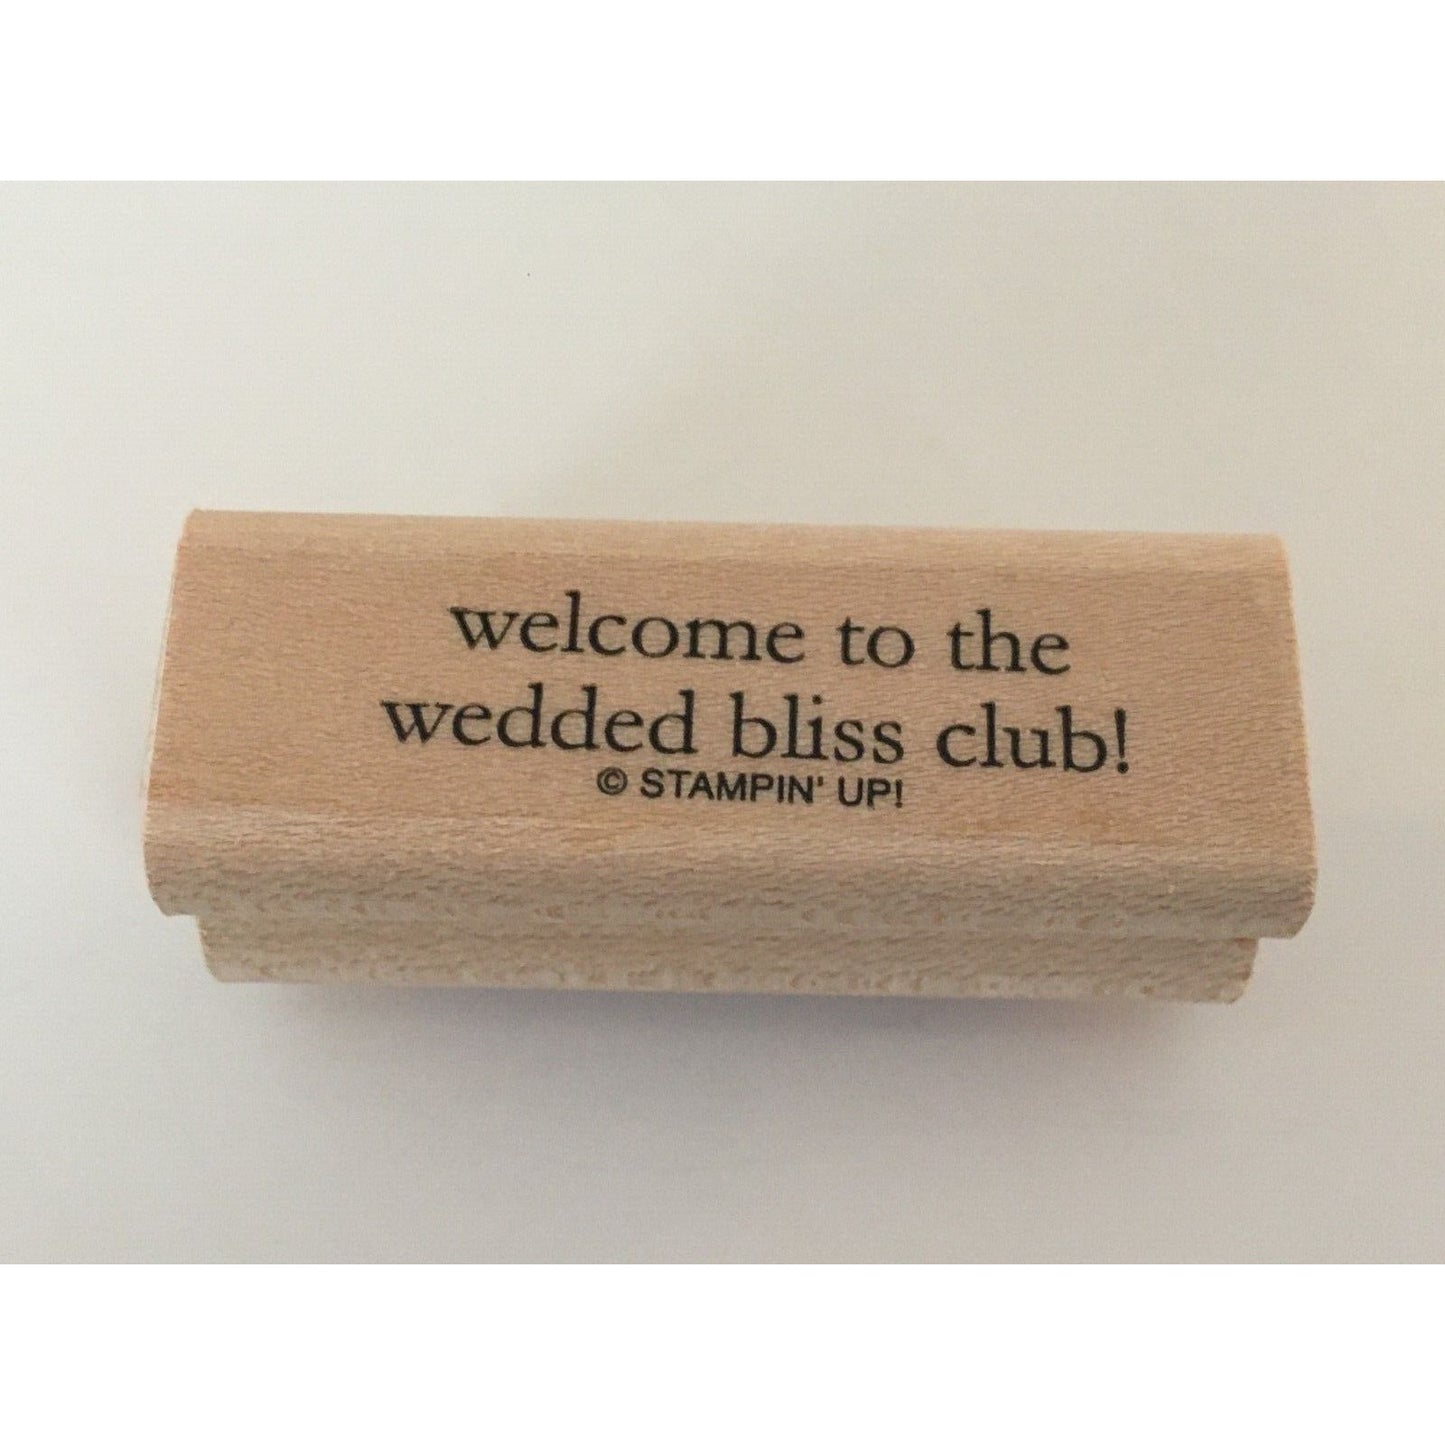 welcome to the
wedded bliss club!
© STAMPIN' UP!